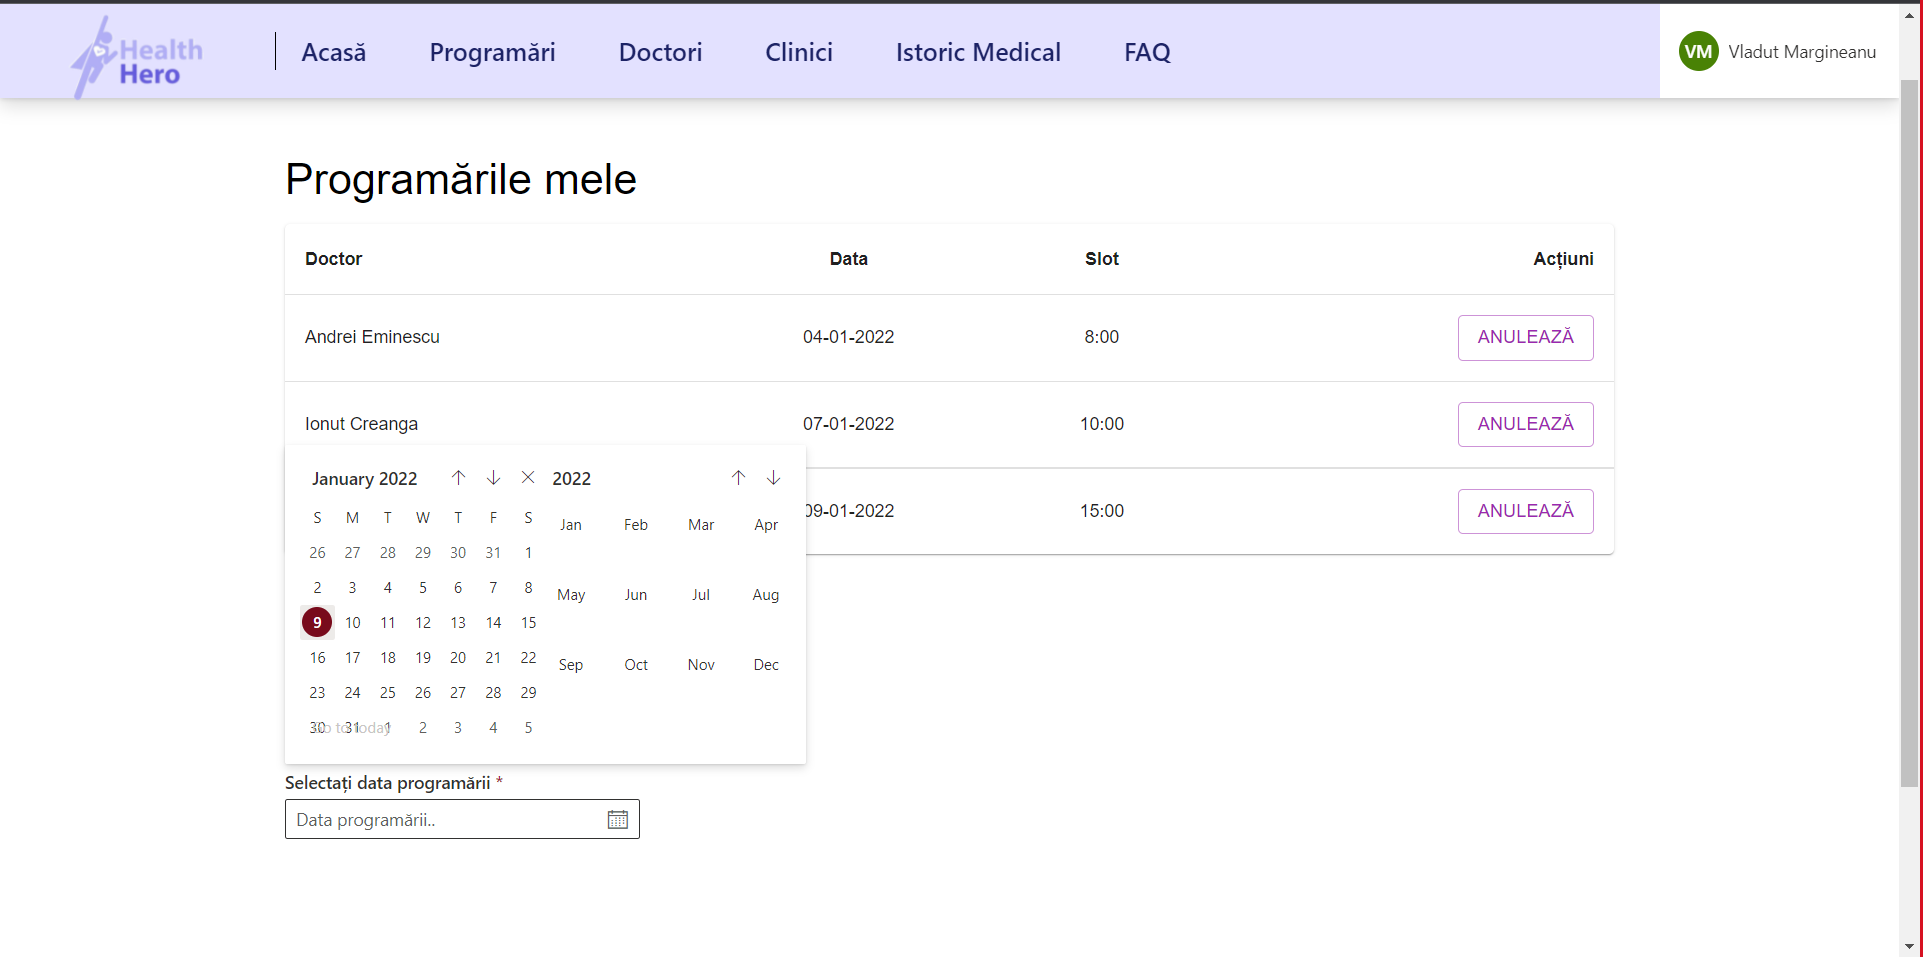 Health
Hero
Acasă Programări Doctori Clinici Istoric Medical FAQ
VM Vladut Margineanu
Programările mele
Doctor Data Slot Acțiuni
Andrei Eminescu 04-01-2022 8:00 ANULEAZĂ
Ionut Creanga 07-01-2022 10:00 ANULEAZĂ
09-01-2022 15:00 ANULEAZĂ
January 2022 2022
S M T W T F S
Jan Feb Mar Apr
26 27 28 29 30 31 1
2 3 4 5 6 7 8
May Jun Jul Aug
9 10 11 12 13 14 15
16 17 18 19 20 21 22
Sep Oct Nov Dec
23 24 25 26 27 28 29
30 31 1 2 3 4 5
Go to today
Selectați data programării *
Data programării..